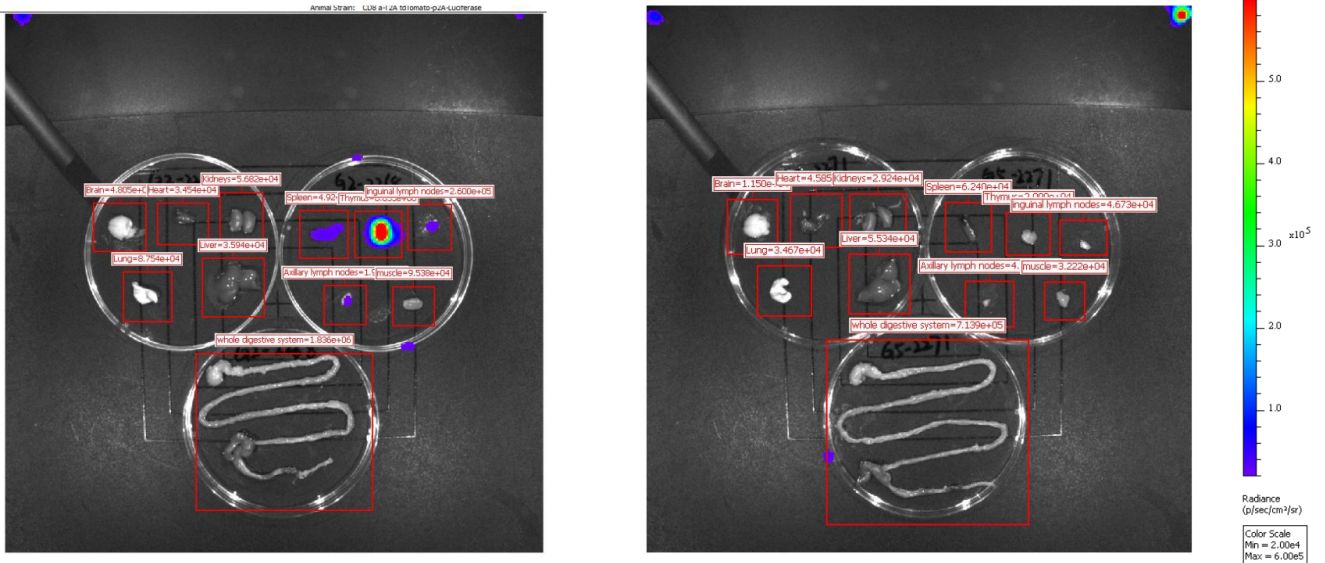 Animal Strain: CD8 a-T2A tdTomato-p2A-Luciferase
Kidneys=5.682e+04
Brain=4.805e+0
Heart=3.454e+04
inguinal lymph nodes=2.600e+05
Spleen=4.92
Liver=3.594e+04
Lung=8.754e+04
Axillary lymph nodes=1.9
muscle=9.538e+04
whole digestive system=1.836e+06
G5-2271
Brain=1.150e-
Heart=4.585
Kidneys=2.924e+04
Spleen=6.240e+04
inguinal lymph nodes=4.673e+04
Liver=5.534e+04
Lung=3.467e+04
Axillary lymph nodes=4.
muscle=3.222e+04
whole digestive system=7.139e+05
G5-2271
5.0
4.0
3.0
x10⁵
2.0
1.0
Radiance
(p/sec/cm²/sr)
Color Scale
Min = 2.00e4
Max = 6.00e5